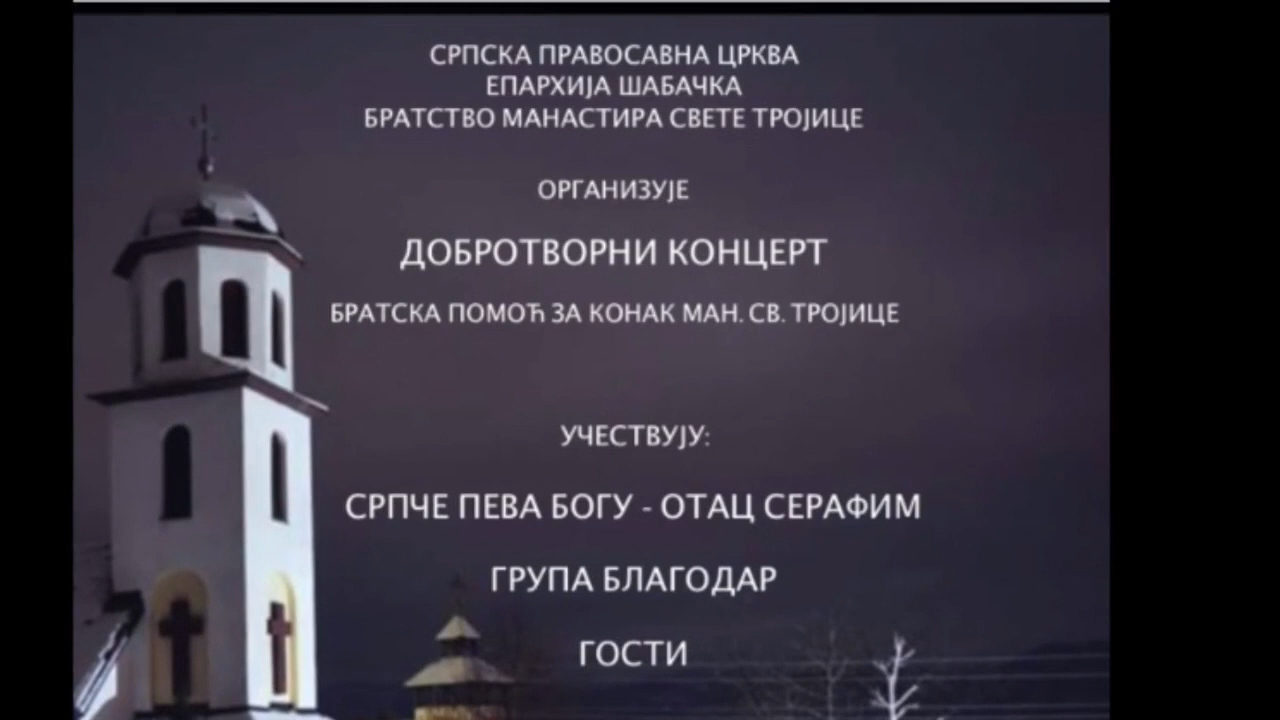 СРПСКА ПРАВОСАВНА ЦРКВА
ЕПАРХИЈА ШАБАЧКА
БРАТСТВО МАНАСТИРА СВЕТЕ ТРОЈИЦЕ
ОРГАНИЗУЈЕ
ДОБРОТВОРНИ КОНЦЕРТ
БРАТСКА ПОМОЋ ЗА КОНАК МАН. СВ. ТРОЈИЦЕ
УЧЕСТВУЈУ:
СРПЧЕ ПЕВА БОГУ - ОТАЦ СЕРАФИМ
ГРУПА БЛАГОДАР
ГОСТИ